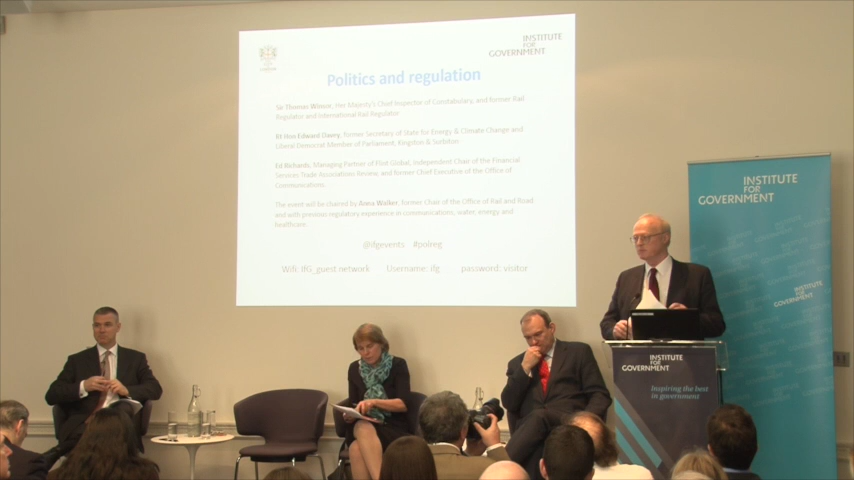 INSTITUTE
FOR
GOVERNMENT
Politics and regulation
Sir Thomas Winsor, Her Majesty's Chief Inspector of Constabulary, and former Rail
Regulator and International Rail Regulator
Rt Hon Edward Davey, former Secretary of State for Energy & Climate Change and
Liberal Democrat Member of Parliament, Kingston & Surbiton
Ed Richards, Managing Partner of Flint Global, Independent Chair of the Financial
Services Trade Associations Review, and former Chief Executive of the Office of
Communications
The event will be chaired by Anna Walker, former Chair of the Office of Rail and Road
and with previous regulatory experience in communications, water, energy and
healthcare.
@ifgevents #polreg
Wifi: IfG_guest network Username: ifg password: visitor
INSTITUTE
FOR
GOVERNMENT
INSTITUTE
FOR
GOVERNMENT
INSTITUTE
FOR
GOVERNMENT
Inspiring the best
in government